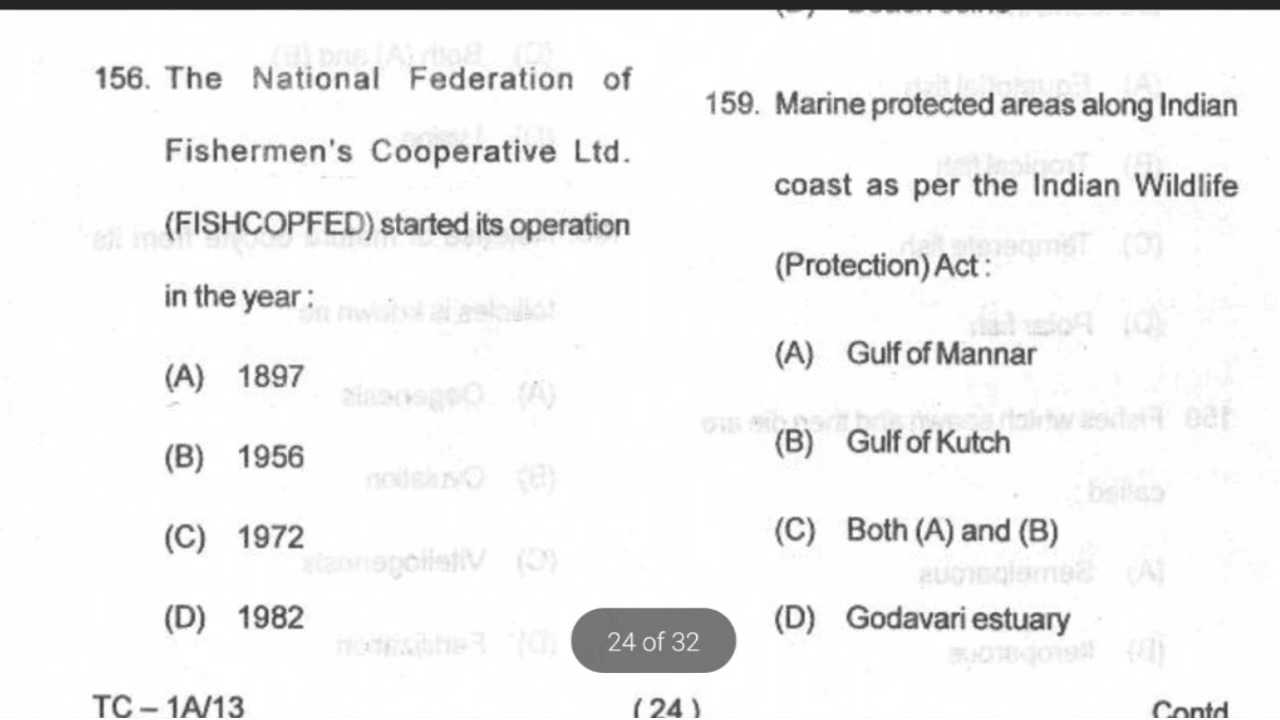 156. The National Federation of
Fishermen's Cooperative Ltd.
(FISHCOPFED) started its operation
in the year :
(A) 1897
(B) 1956
(C) 1972
(D) 1982
159. Marine protected areas along Indian
coast as per the Indian Wildlife
(Protection) Act :
(A) Gulf of Mannar
(B) Gulf of Kutch
(C) Both (A) and (B)
(D) Godavari estuary
24 of 32
TC – 1A/13
( 24 )
Contd